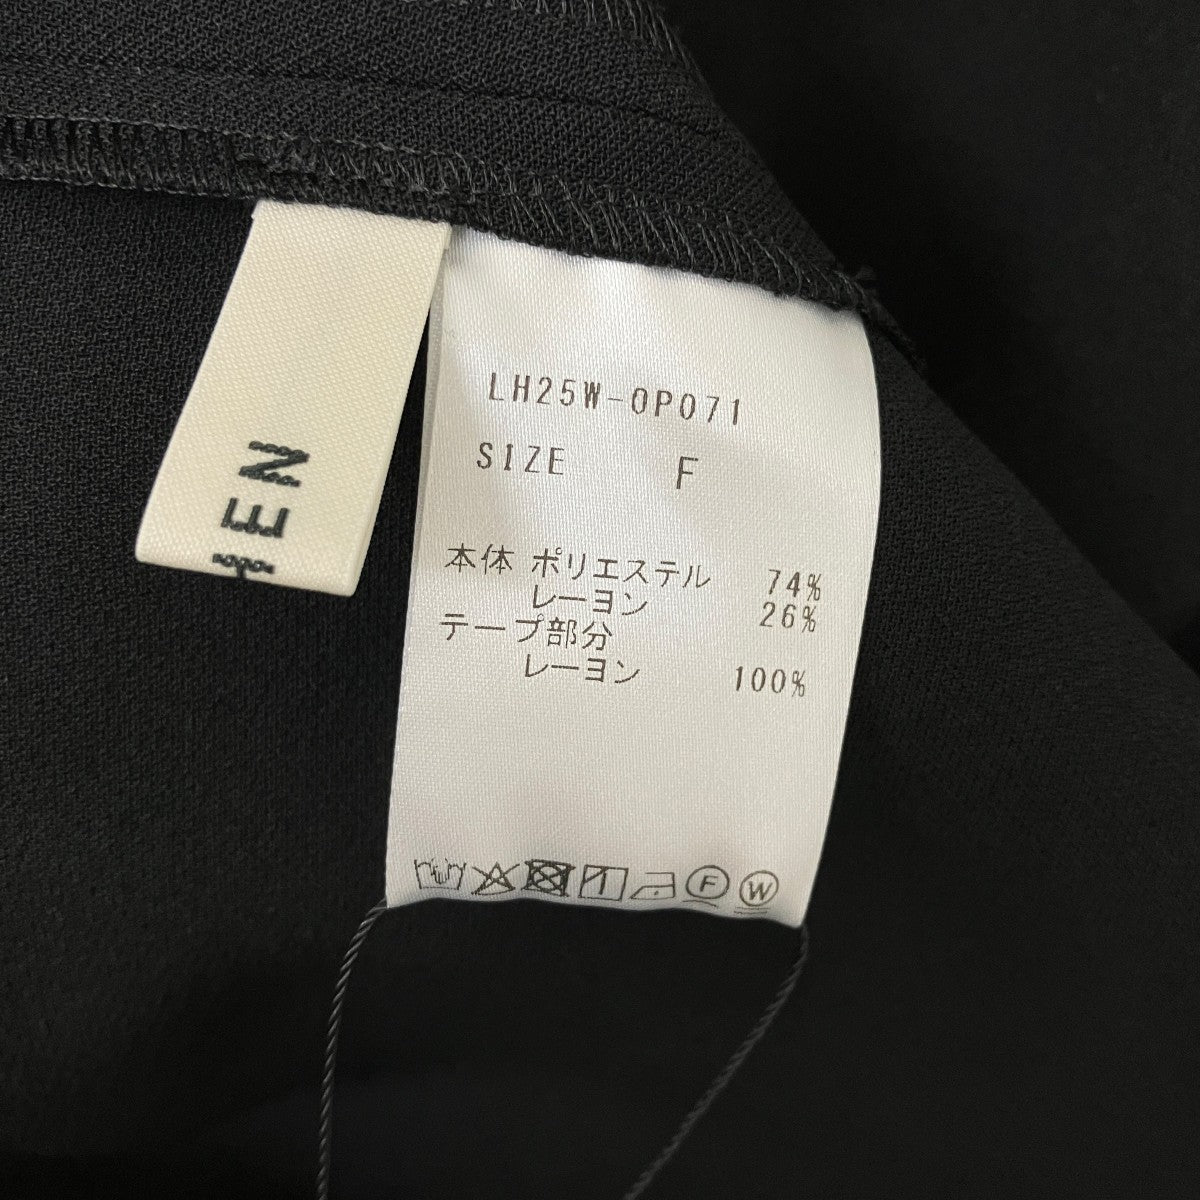 LH25W-OP071
SIZE F
本体 ポリエステル 74%
レーヨン 26%
テープ部分
レーヨン 100%
F
W
EN